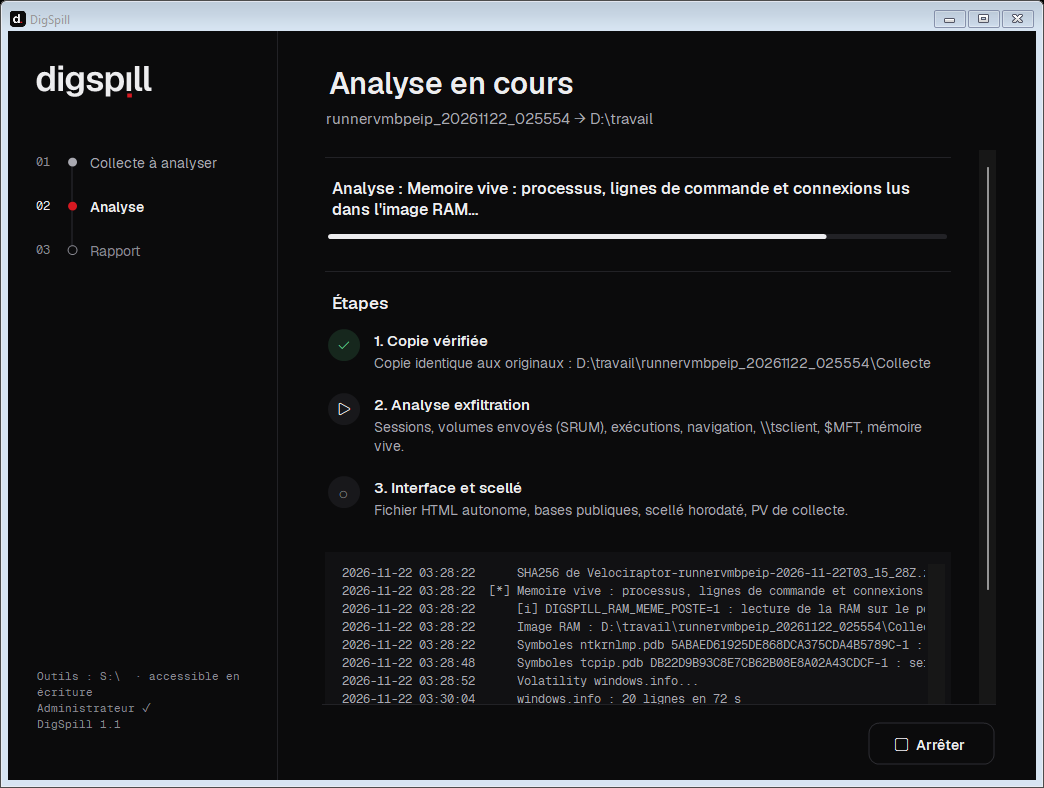 d. DigSpill
digspill
01 Collecte à analyser
02 Analyse
03 Rapport
Outils : S:\ · accessible en
écriture
Administrateur ✓
DigSpill 1.1
Analyse en cours
runnervmbpeip_20261122_025554 → D:\travail
Analyse : Memoire vive : processus, lignes de commande et connexions lus
dans l'image RAM...
Étapes
1. Copie vérifiée
Copie identique aux originaux : D:\travail\runnervmbpeip_20261122_025554\Collecte
2. Analyse exfiltration
Sessions, volumes envoyés (SRUM), exécutions, navigation, \\tsclient, $MFT, mémoire
vive.
3. Interface et scellé
Fichier HTML autonome, bases publiques, scellé horodaté, PV de collecte.
2026-11-22 03:28:22 SHA256 de Velociraptor-runnervmbpeip-2026-11-22T03_15_28Z.
2026-11-22 03:28:22 [*] Memoire vive : processus, lignes de commande et connexions
2026-11-22 03:28:22 [i] DIGSPILL_RAM_MEME_POSTE=1 : lecture de la RAM sur le
2026-11-22 03:28:22 Image RAM : D:\travail\runnervmbpeip_20261122_025554\Collec
2026-11-22 03:28:22 Symboles ntkrnlmp.pdb 5ABAED61925DE868DCA375CDA4B5789C-1 :
2026-11-22 03:28:48 Symboles tcpip.pdb DB22D9B93C8E7CB62B08E8A02A43CDCF-1 :
2026-11-22 03:28:52 Volatility windows.info...
2026-11-22 03:30:04 windows.info : 20 lignes en 72 s
Arrêter